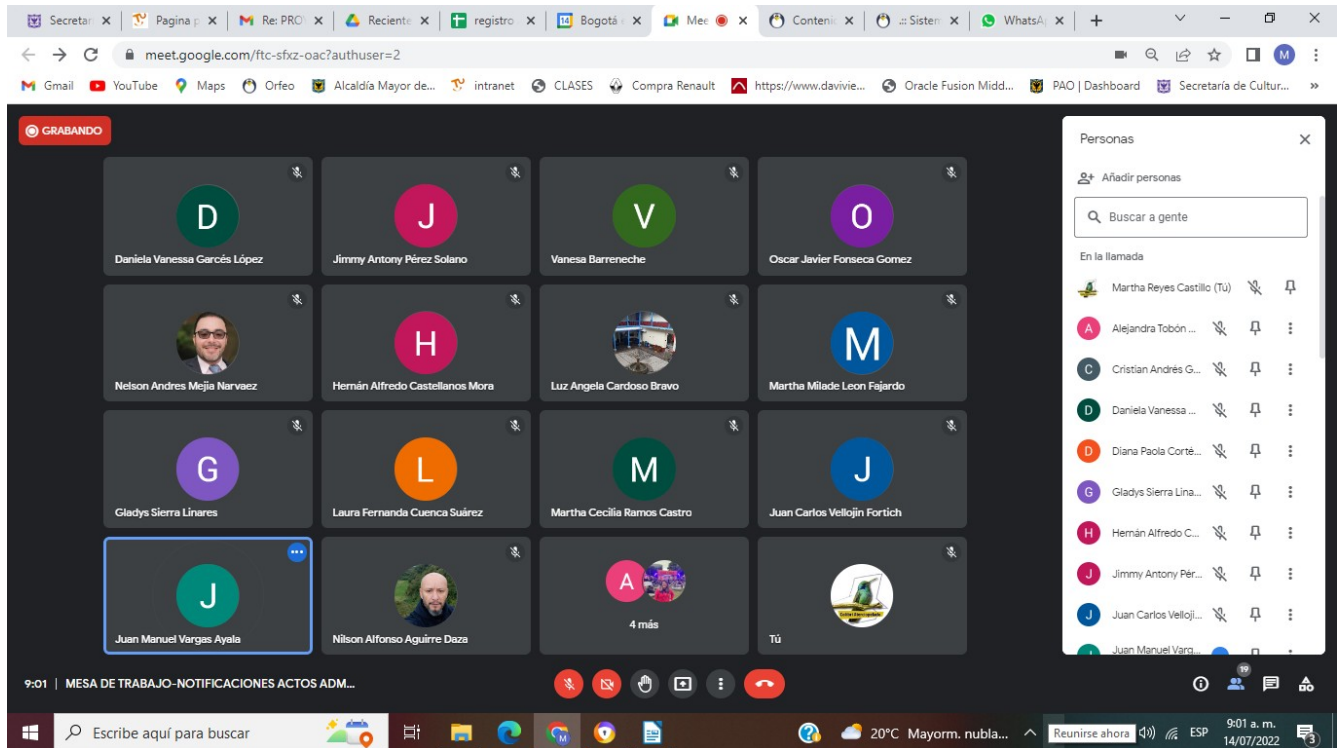 Secretar
Pagina p
Re: PRO
Reciente
registro
Bogotá
Mee
Conteni
.:: Sistem
WhatsA
meet.google.com/ftc-sfxz-oac?authuser=2
M
Gmail
YouTube
Maps
Orfeo
Alcaldía Mayor de...
intranet
CLASES
Compra Renault
https://www.davivie...
Oracle Fusion Midd...
PAO | Dashboard
Secretaría de Cultur...
GRABANDO
D
Daniela Vanessa Garcés López
J
Jimmy Antony Pérez Solano
V
Vanesa Barreneche
O
Oscar Javier Fonseca Gomez
Nelson Andres Mejia Narvaez
H
Hernán Alfredo Castellanos Mora
Luz Angela Cardoso Bravo
M
Martha Milade Leon Fajardo
G
Gladys Sierra Linares
L
Laura Fernanda Cuenca Suárez
M
Martha Cecilia Ramos Castro
J
Juan Carlos Vellojin Fortich
J
Juan Manuel Vargas Ayala
Nilson Alfonso Aguirre Daza
A
4 más
Tú
Personas
Añadir personas
Buscar a gente
En la llamada
Martha Reyes Castillo (Tú)
A Alejandra Tobón ...
C Cristian Andrés G...
D Daniela Vanessa ...
D Diana Paola Corté...
G Gladys Sierra Lina...
H Hernán Alfredo C...
J Jimmy Antony Pér...
J Juan Carlos Velloji...
Juan Manuel Varg...
9:01 | MESA DE TRABAJO-NOTIFICACIONES ACTOS ADM...
19
Escribe aquí para buscar
20°C Mayorm. nubla...
Reunirse ahora
ESP
9:01 a. m.
14/07/2022
3